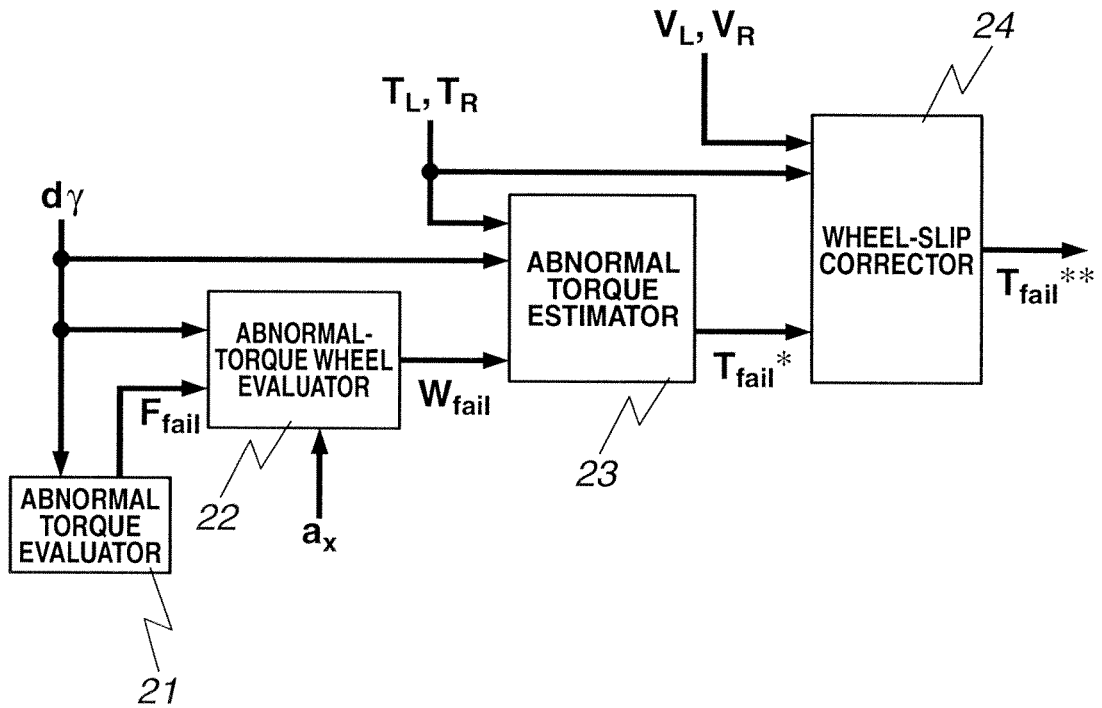 V_L, V_R
24
T_L, T_R
dγ
WHEEL-SLIP
CORRECTOR
T_fail**
ABNORMAL
TORQUE
ESTIMATOR
ABNORMAL-
TORQUE WHEEL
EVALUATOR
T_fail*
W_fail
F_fail
23
22
a_x
ABNORMAL
TORQUE
EVALUATOR
21